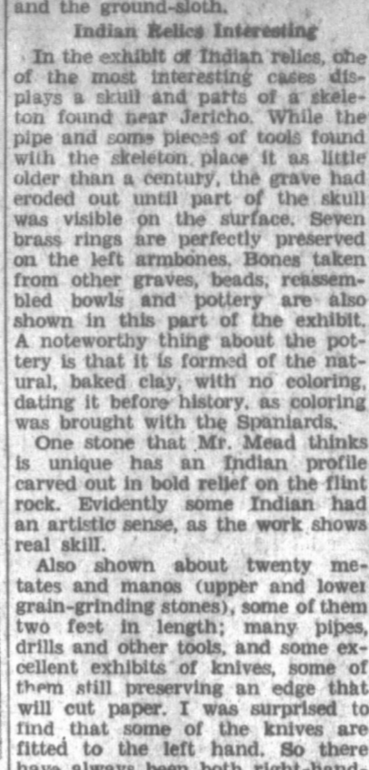 and the ground-sloth.
Indian Relics Interesting
In the exhibit of Indian relics, one
of the most interesting cases dis-
plays a skull and parts of a skele-
ton found near Jericho. While the
pipe and some pieces of tools found
with the skeleton place it as little
older than a century, the grave had
eroded out until part of the skull
was visible on the surface. Seven
brass rings are perfectly preserved
on the left armbones. Bones taken
from other graves, beads, reassem-
bled bowls and pottery are also
shown in this part of the exhibit.
A noteworthy thing about the pot-
tery is that it is formed of the nat-
ural, baked clay, with no coloring,
dating it before history, as coloring
was brought with the Spaniards.
One stone that Mr. Mead thinks
is unique has an Indian profile
carved out in bold relief on the flint
rock. Evidently some Indian had
an artistic sense, as the work shows
real skill.
Also shown about twenty me-
tates and manos (upper and lower
grain-grinding stones), some of them
two feet in length; many pipes,
drills and other tools, and some ex-
cellent exhibits of knives, some of
them still preserving an edge that
will cut paper. I was surprised to
find that some of the knives are
fitted to the left hand. So there
have always been both right-hand-